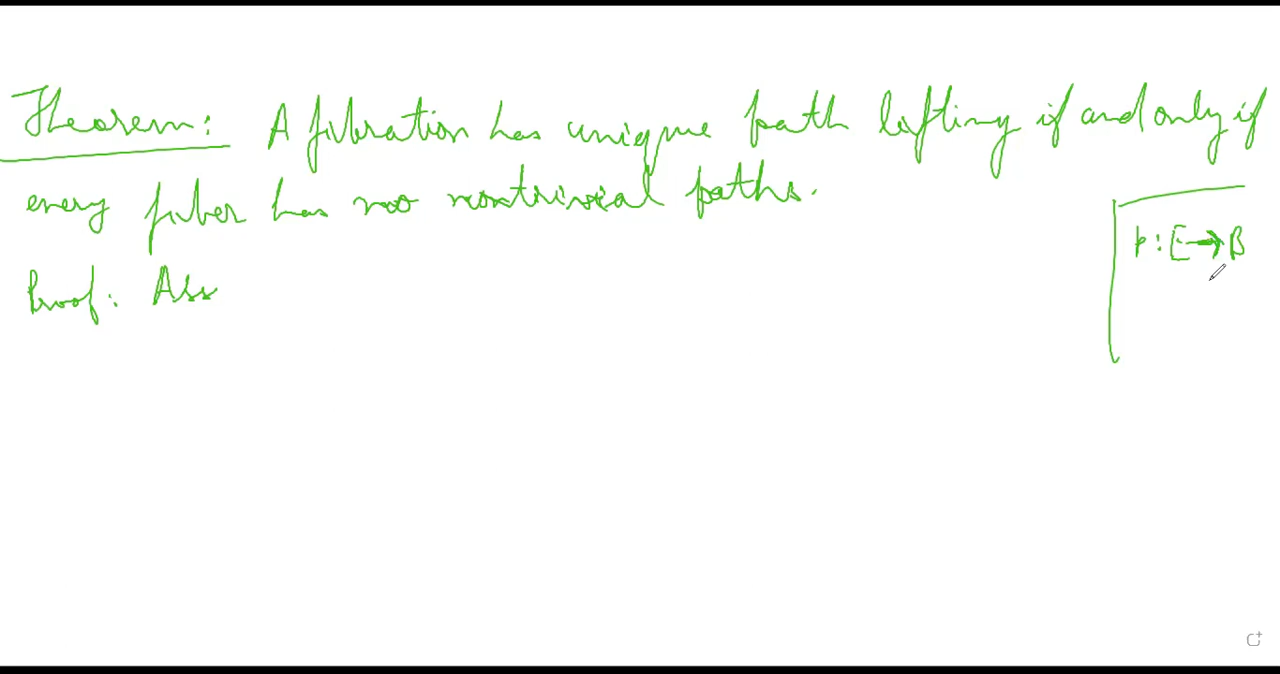 Theorem: A fibration has unique path lifting if and only if
every fiber has no nontrivial paths.
p: E → B
Proof: Ass